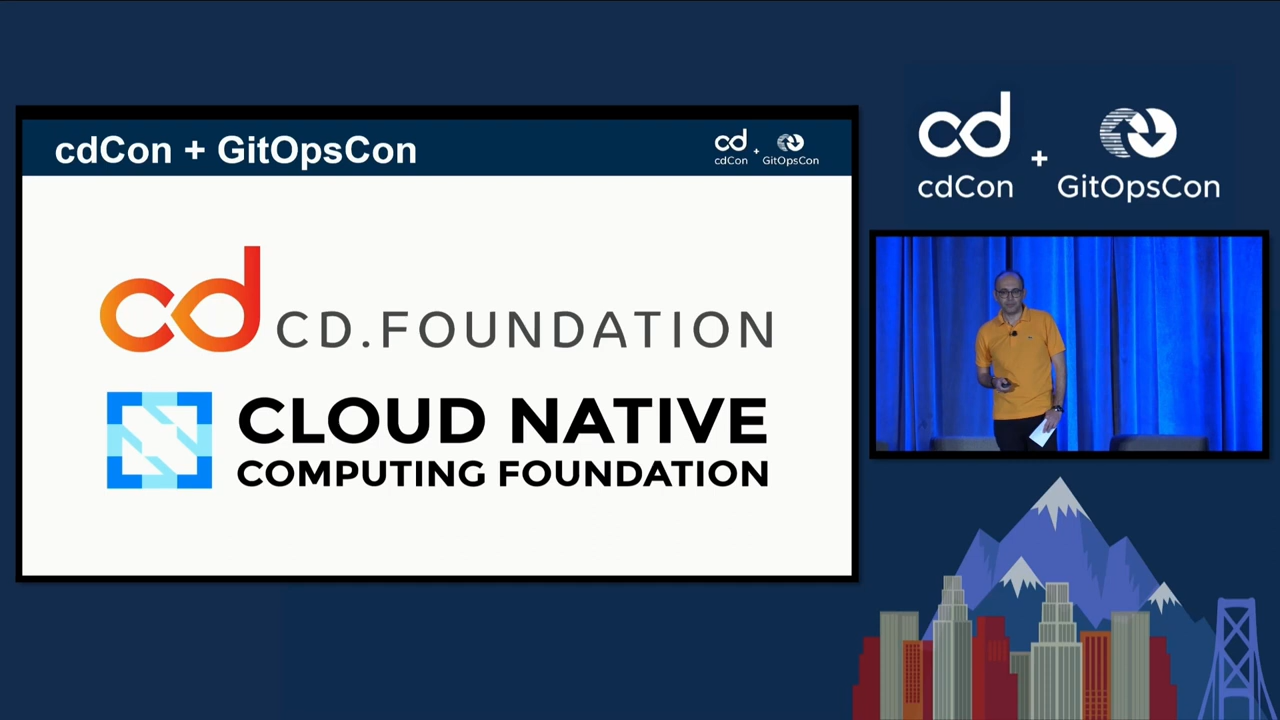 cdCon + GitOpsCon
cd
cdCon
+
GitOpsCon
cd CD.FOUNDATION
CLOUD NATIVE
COMPUTING FOUNDATION
cd
cdCon
+
GitOpsCon